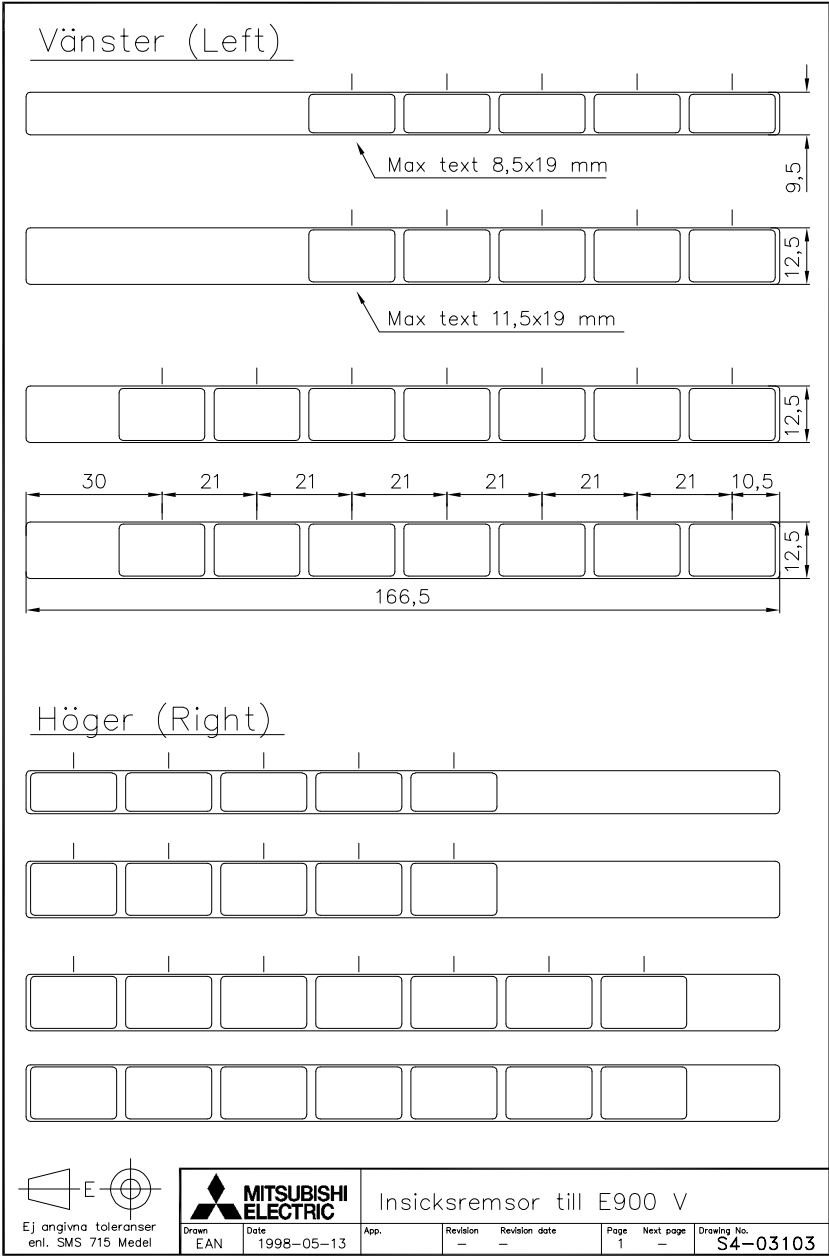 Vänster (Left)
9,5
Max text 8,5x19 mm
12,5
Max text 11,5x19 mm
12,5
30 21 21 21 21 21 21 10,5
12,5
166,5
Höger (Right)
E
Ej angivna toleranser
enl. SMS 715 Medel
MITSUBISHI
ELECTRIC
Insicksremsor till E900 V
Drawn Date App. Revision Revision date Page Next page Drawing No.
EAN 1998-05-13 - - 1 - S4-03103